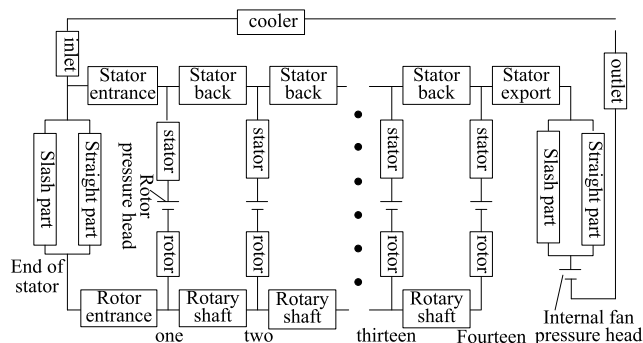 cooler
inlet
outlet
Stator
entrance
Stator
back
Stator
back
Stator
back
Stator
export
Slash part
Straight part
stator
stator
stator
stator
Slash part
Straight part
Rotor
pressure head
rotor
rotor
rotor
rotor
End of
stator
Rotor
entrance
Rotary
shaft
Rotary
shaft
Rotary
shaft
Internal fan
pressure head
one
two
thirteen
Fourteen